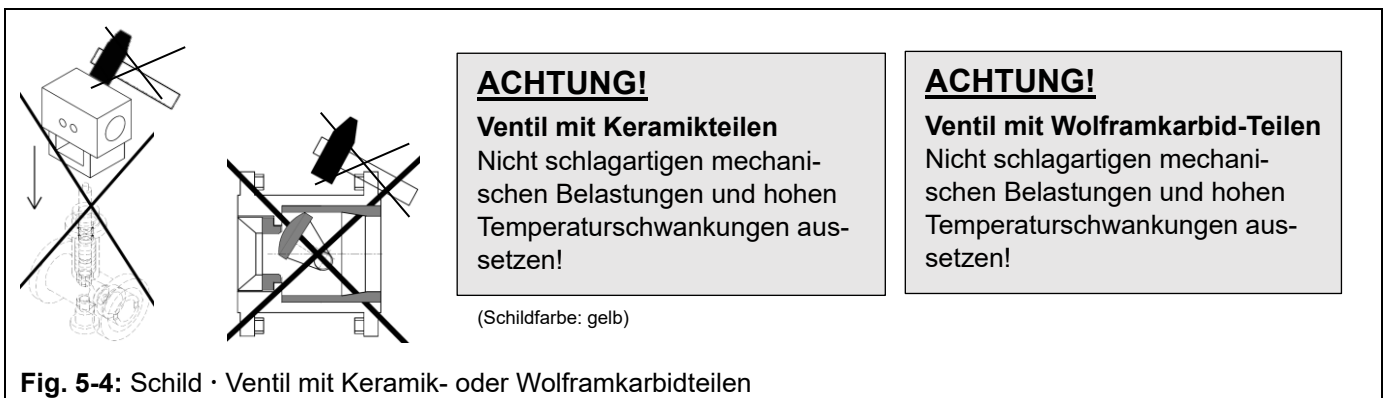 ACHTUNG!
Ventil mit Keramikteilen
Nicht schlagartigen mechani-
schen Belastungen und hohen
Temperaturschwankungen aus-
setzen!
(Schildfarbe: gelb)
ACHTUNG!
Ventil mit Wolframkarbid-Teilen
Nicht schlagartigen mechani-
schen Belastungen und hohen
Temperaturschwankungen aus-
setzen!
Fig. 5-4: Schild · Ventil mit Keramik- oder Wolframkarbidteilen